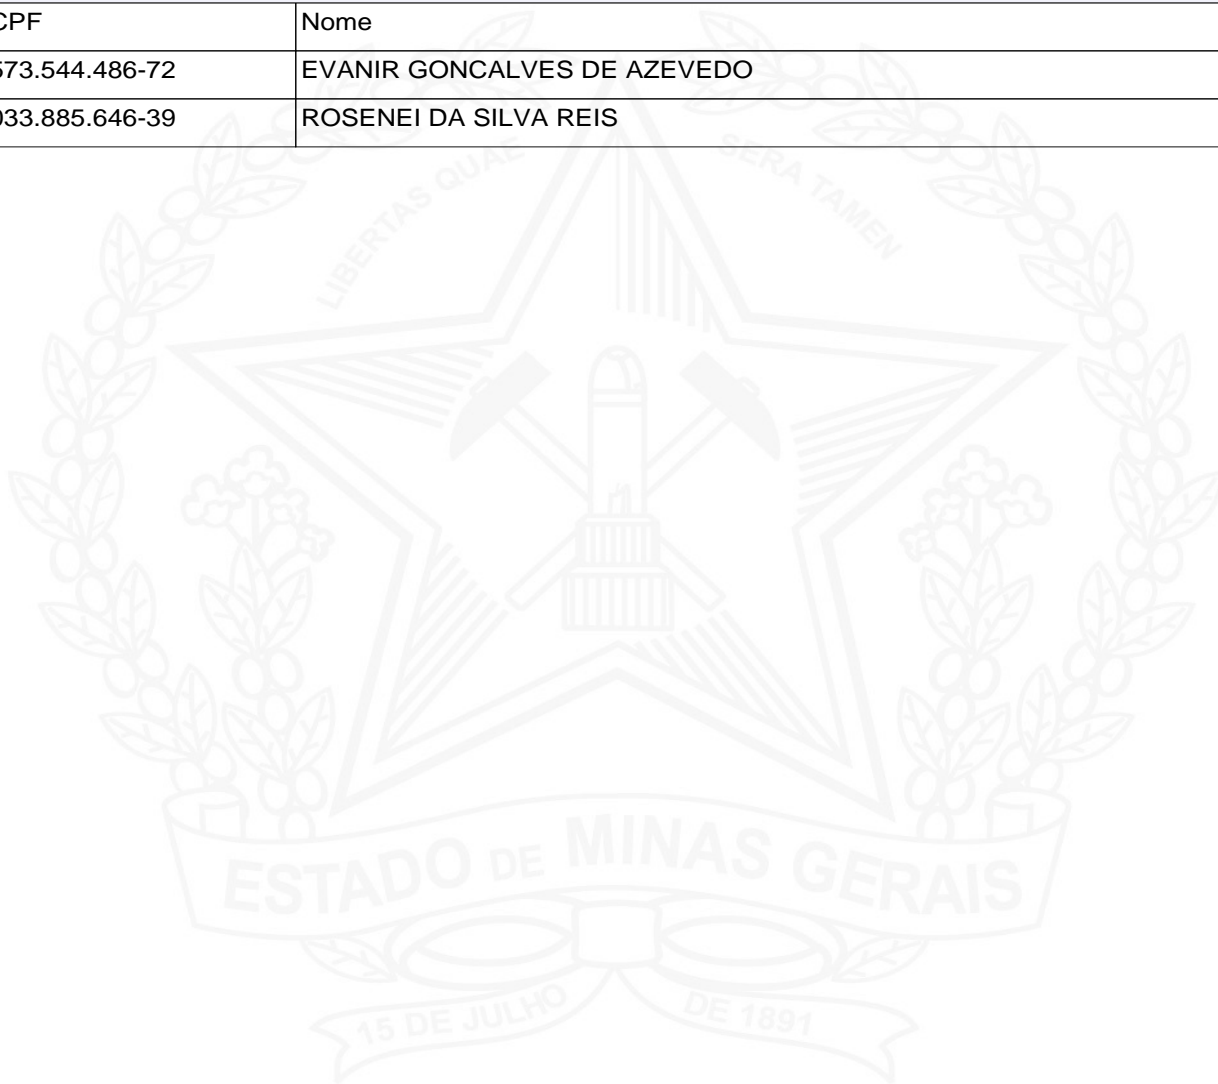 CPF Nome
573.544.486-72 EVANIR GONCALVES DE AZEVEDO
033.885.646-39 ROSENEI DA SILVA REIS
LIBERTAS QUAE SERA TAMEN
ESTADO DE MINAS GERAIS
15 DE JULHO DE 1891